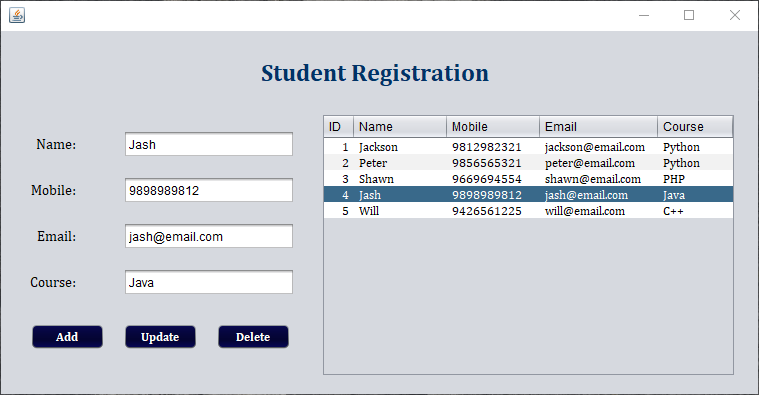 Student Registration
Name: Jash
Mobile: 9898989812
Email: jash@email.com
Course: Java
Add Update Delete
ID Name Mobile Email Course
1 Jackson 9812982321 jackson@email.com Python
2 Peter 9856565321 peter@email.com Python
3 Shawn 9669694554 shawn@email.com PHP
4 Jash 9898989812 jash@email.com Java
5 Will 9426561225 will@email.com C++